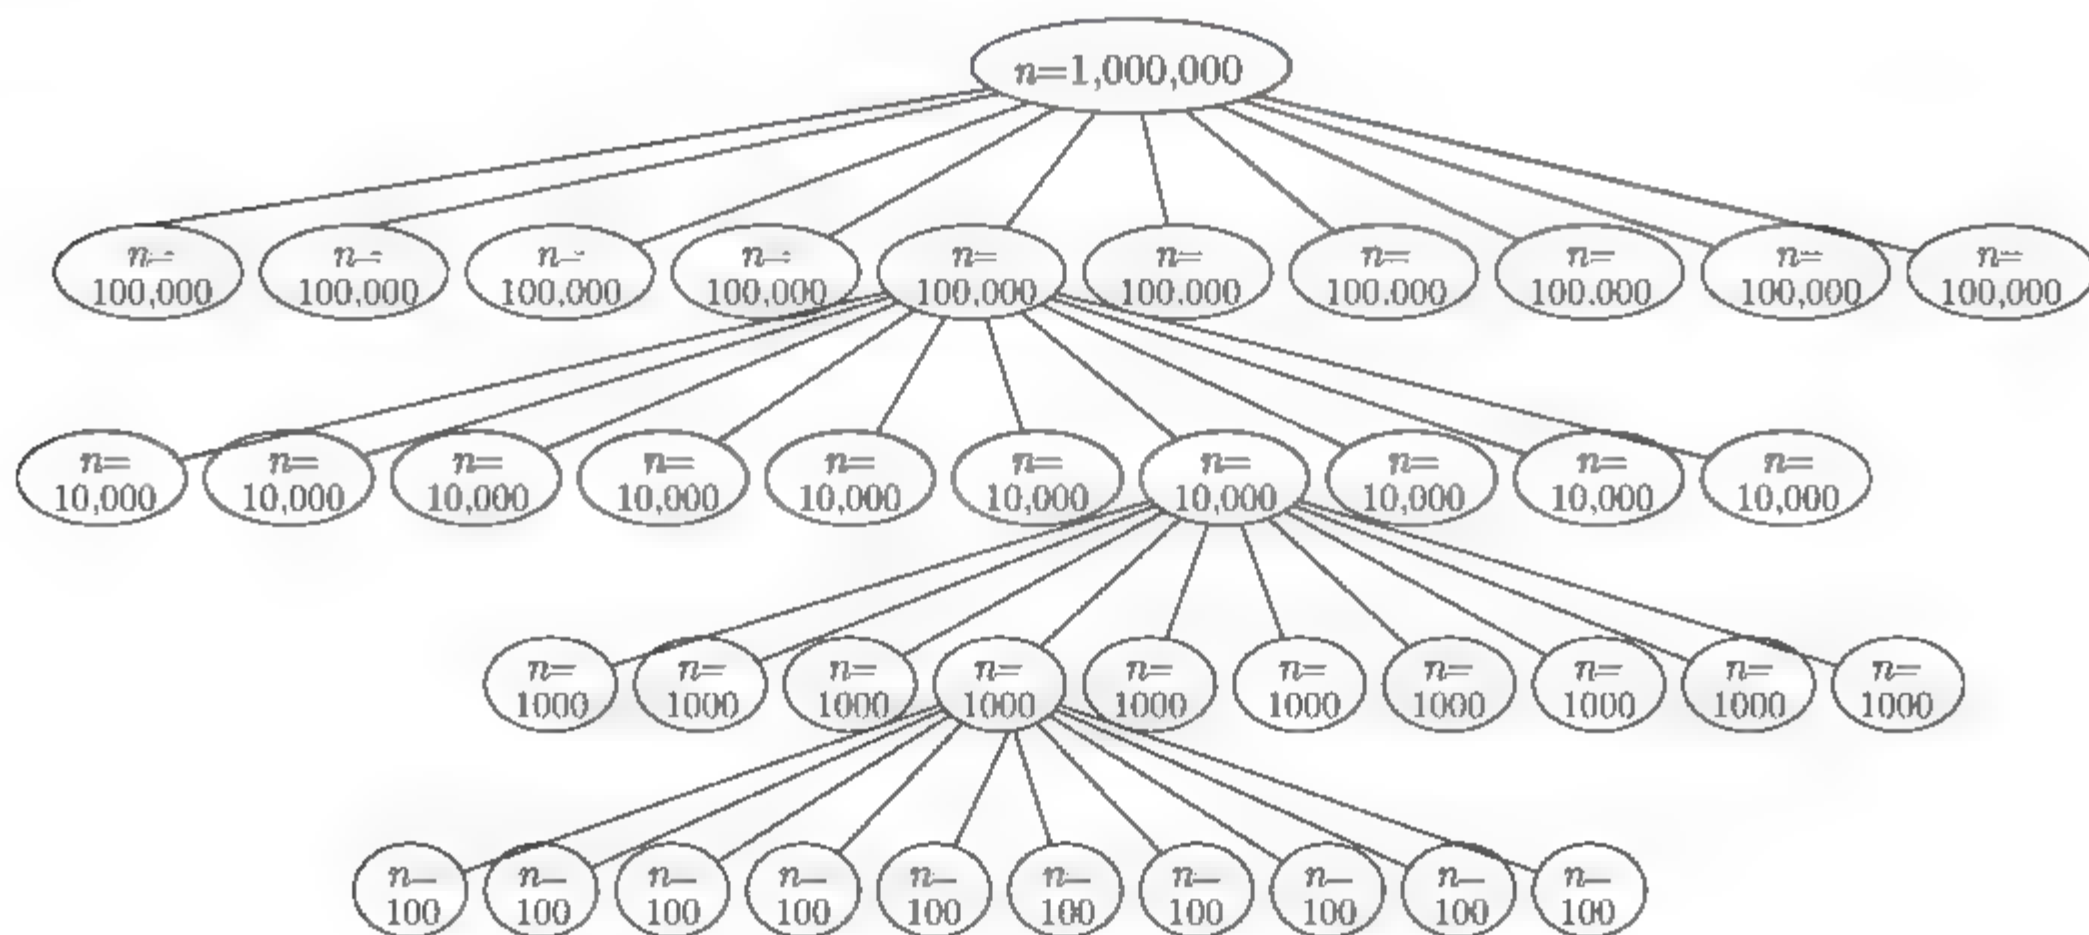 n=1,000,000
n= n= n= n= n= n= n= n= n= n=
100,000 100,000 100,000 100,000 100,000 100,000 100,000 100,000 100,000 100,000
n= n= n= n= n= n= n= n= n= n=
10,000 10,000 10,000 10,000 10,000 10,000 10,000 10,000 10,000 10,000
n= n= n= n= n= n= n= n= n= n=
1000 1000 1000 1000 1000 1000 1000 1000 1000 1000
n= n= n= n= n= n= n= n= n= n=
100 100 100 100 100 100 100 100 100 100